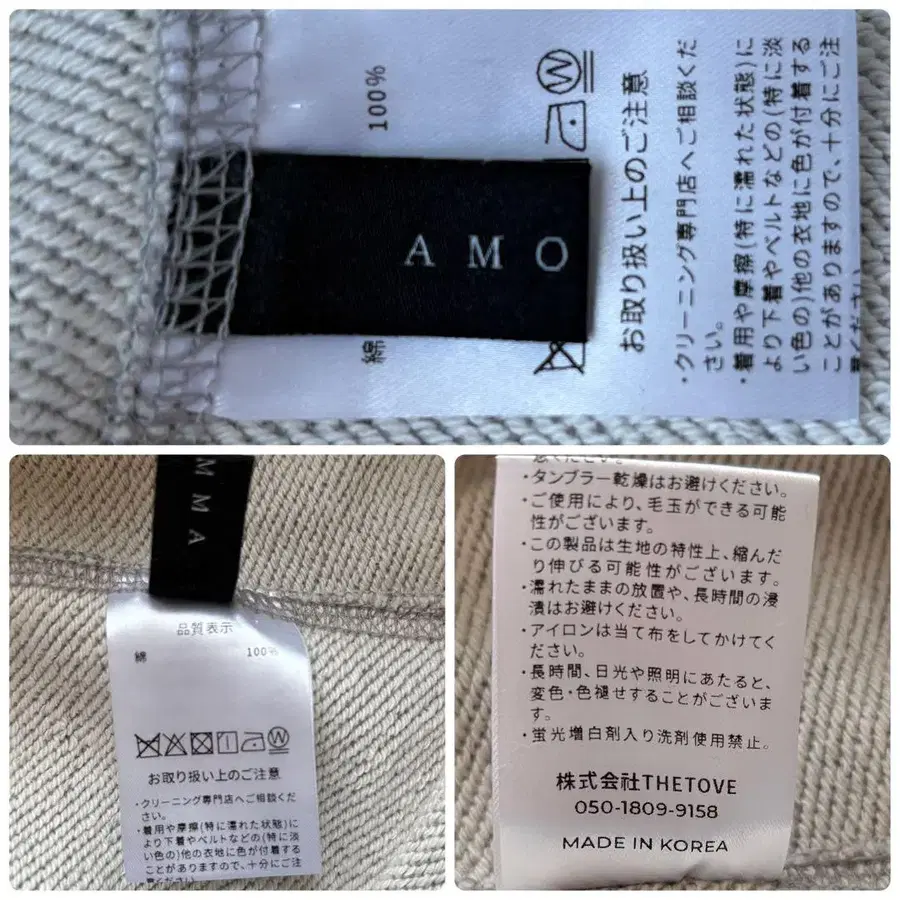 100%
綿
AMO
お取り扱い上のご注意
・クリーニング専門店へご相談くだ
さい。
・着用や摩擦(特に濡れた状態)に
より下着やベルトなどの(特に淡
い色の)他の衣地に色が付着する
ことがありますので、十分にご注
MMA
品質表示
綿 100%
お取り扱い上のご注意
・クリーニング専門店へご相談くだ
さい。
・着用や摩擦(特に濡れた状態)に
より下着やベルトなどの(特に淡
い色の)他の衣地に色が付着する
ことがありますので、十分にご注
意ください。
・タンブラー乾燥はお避けください。
・ご使用により、毛玉ができる可能
性がございます。
・この製品は生地の特性上、縮んだ
り伸びる可能性がございます。
・濡れたままの放置や、長時間の浸
漬はお避けください。
・アイロンは当て布をしてかけてく
ださい。
・長時間、日光や照明にあたると、
変色・色褪せすることがございま
す。
・蛍光増白剤入り洗剤使用禁止。
株式会社THETOVE
050-1809-9158
MADE IN KOREA